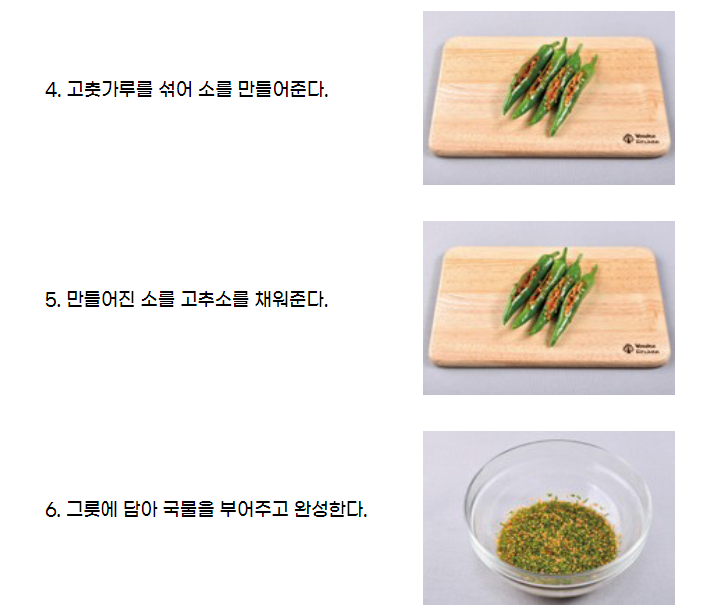 4. 고춧가루를 섞어 소를 만들어준다.
5. 만들어진 소를 고추소를 채워준다.
6. 그릇에 담아 국물을 부어주고 완성한다.